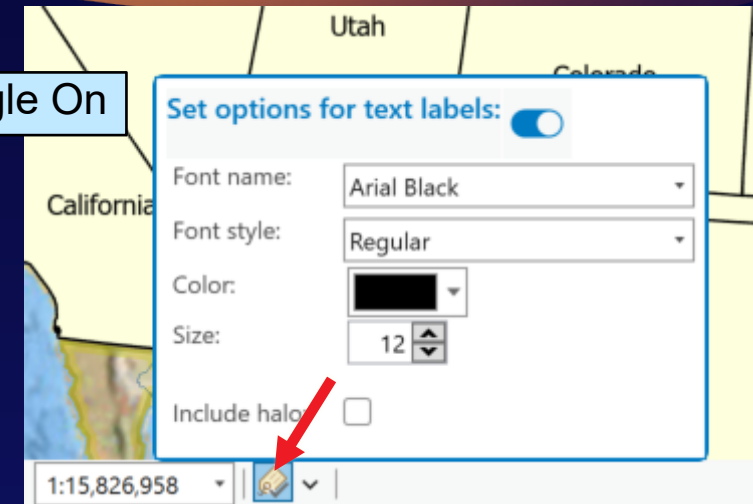 Utah
Colorado
gle On
Set options for text labels:
California
Font name:
Arial Black
Font style:
Regular
Color:
Size:
12
Include halo:
1:15,826,958